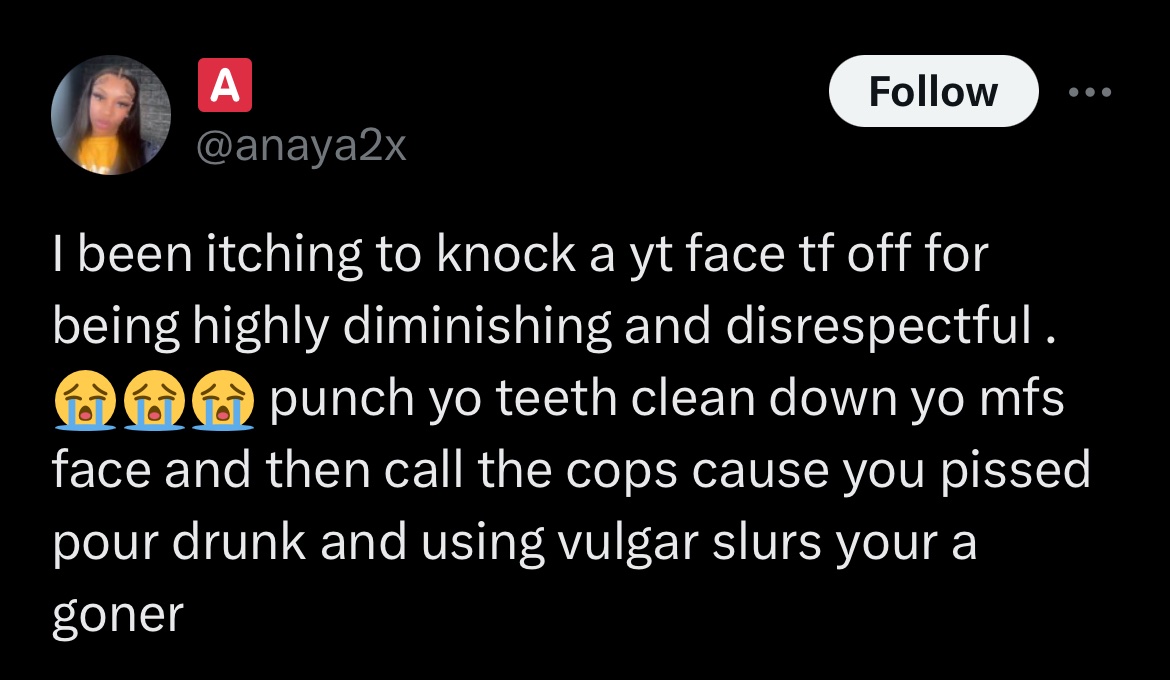 🅰
@anaya2x
Follow
I been itching to knock a yt face tf off for
being highly diminishing and disrespectful .
😭😭😭 punch yo teeth clean down yo mfs
face and then call the cops cause you pissed
pour drunk and using vulgar slurs your a
goner